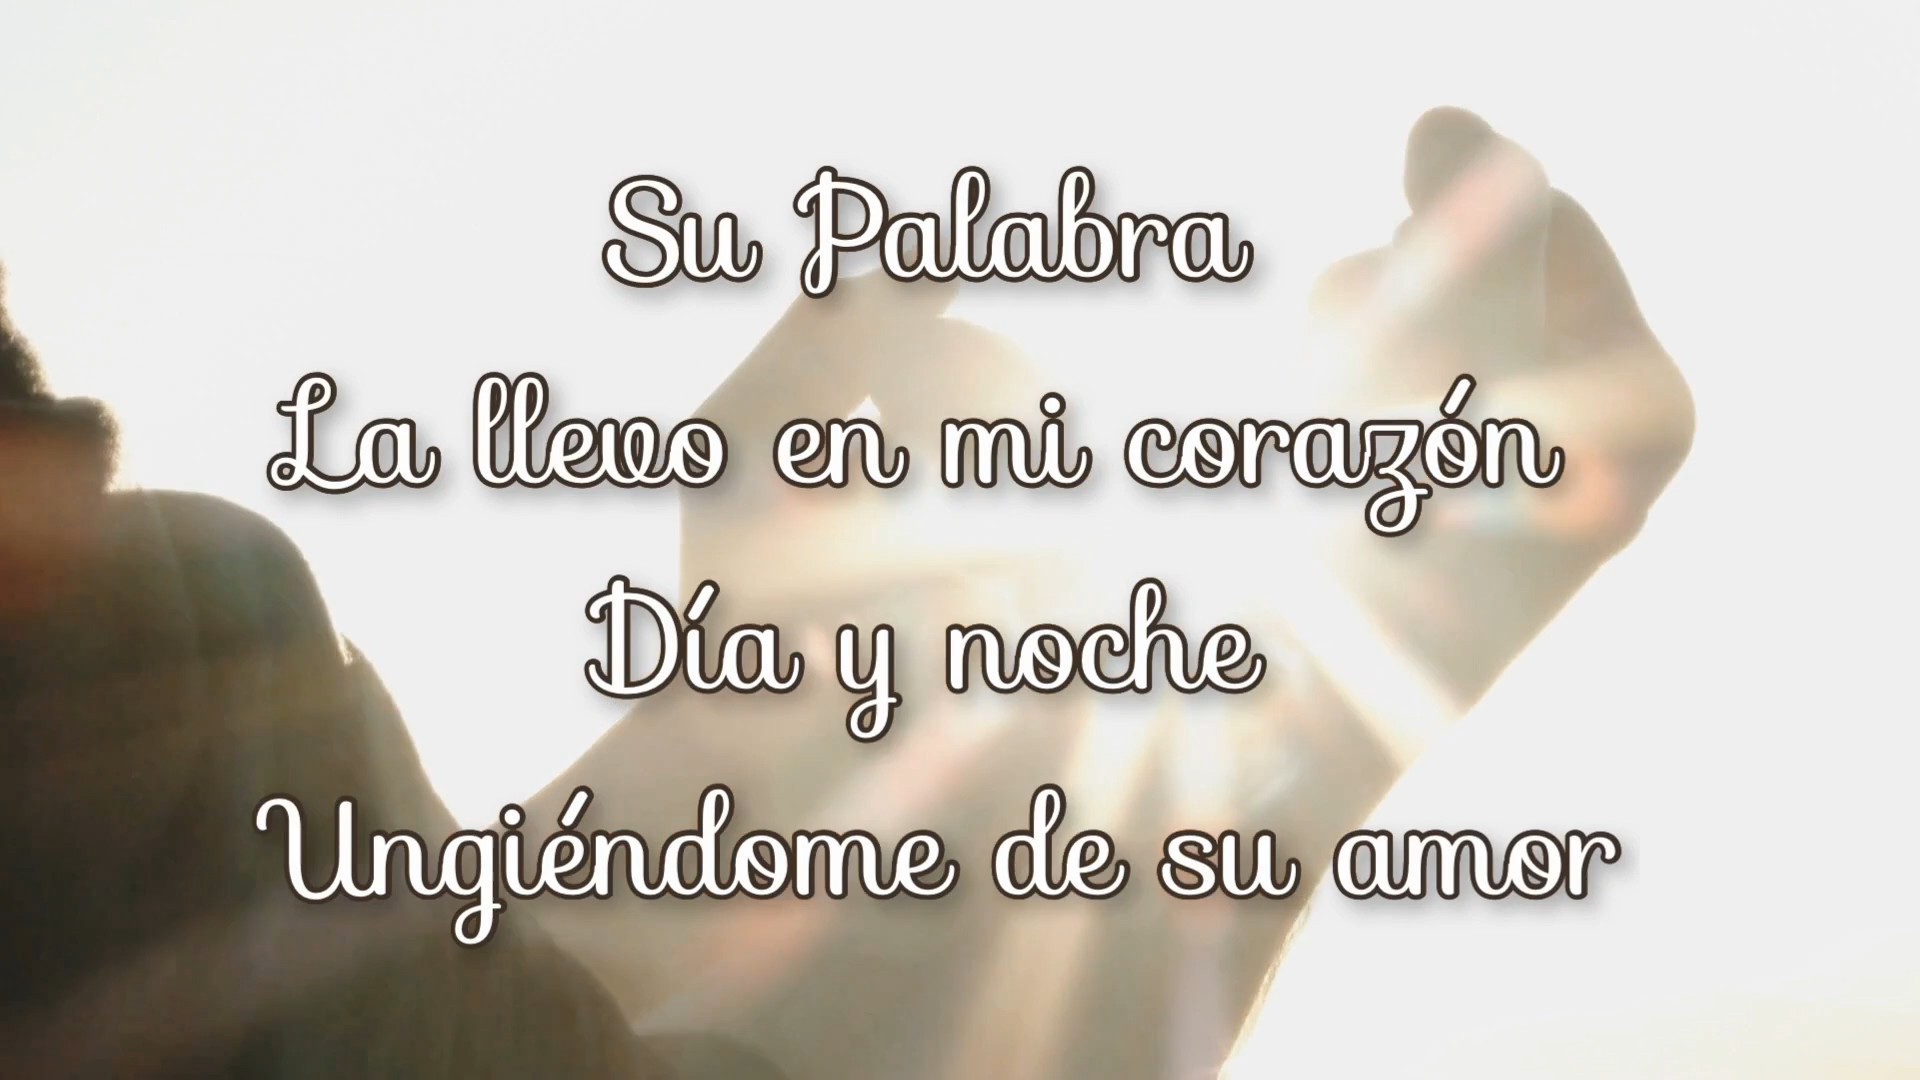 Su Palabra
La llevo en mi corazón
Día y noche
Ungiéndome de su amor